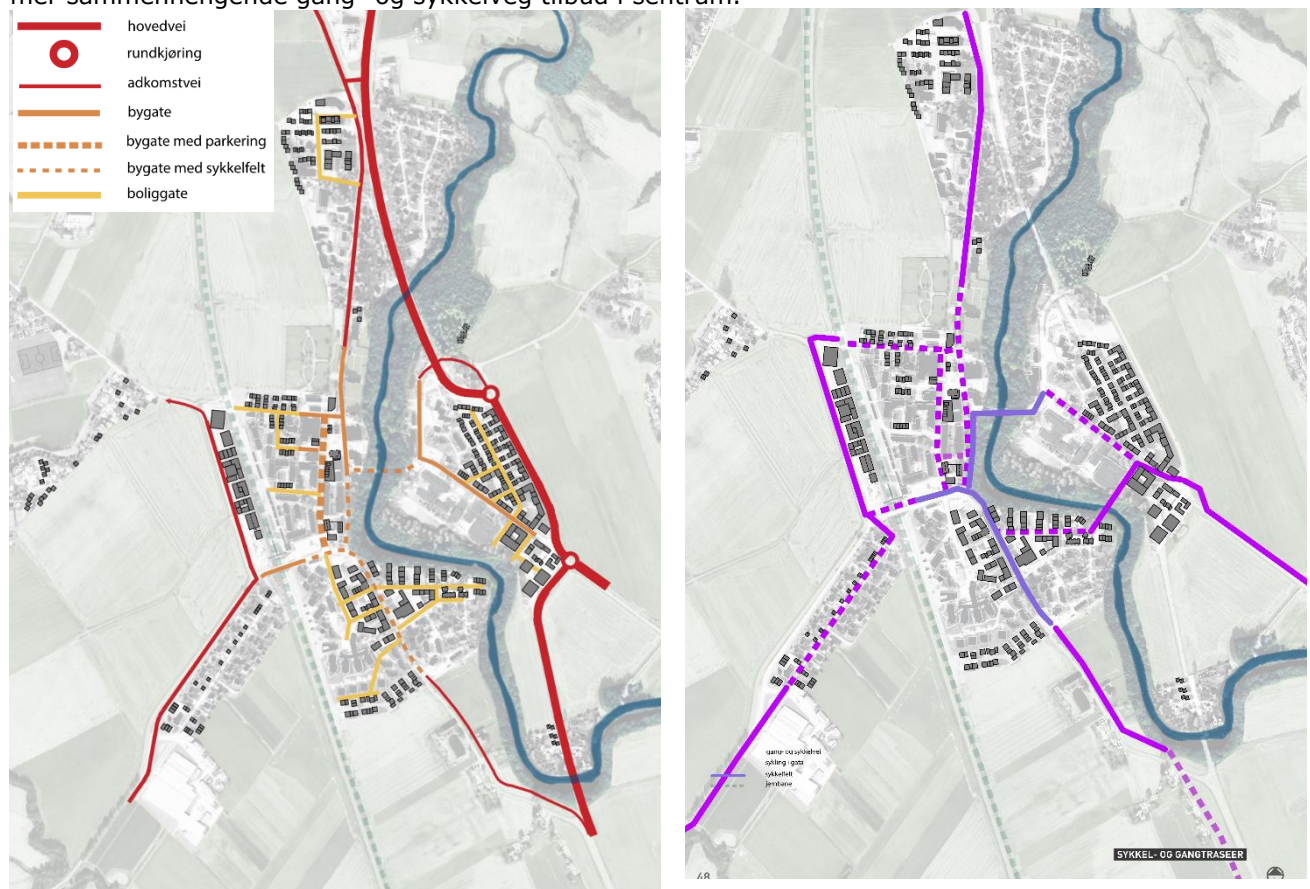 mer sammenhengende gang- og sykkelveg tilbud i sentrum.
hovedvei
rundkjøring
adkomstvei
bygate
bygate med parkering
bygate med sykkelfelt
boliggate
gang- og sykkelvei
sykling i gata
sykkelfelt
jernbane
SYKKEL- OG GANGTRASEER
48